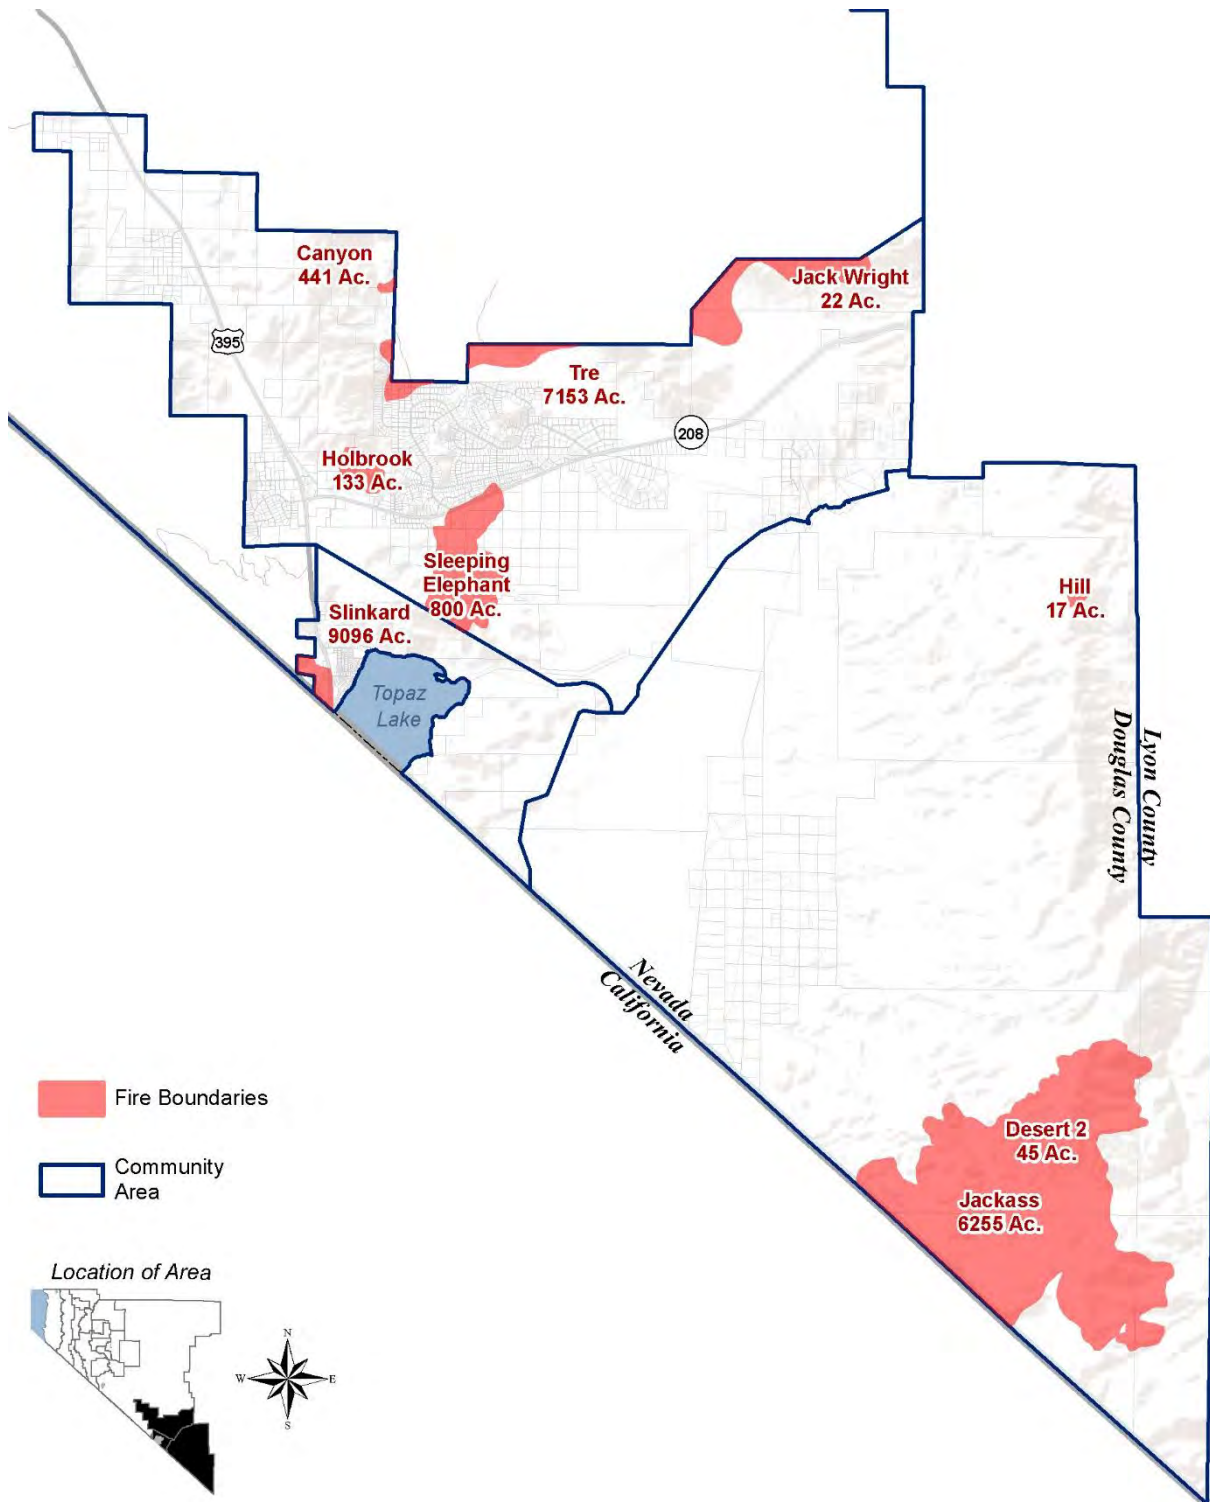 Canyon
441 Ac.
Jack Wright
22 Ac.
395
Tre
7153 Ac.
208
Holbrook
133 Ac.
Sleeping
Elephant
800 Ac.
Hill
17 Ac.
Slinkard
9096 Ac.
Topaz
Lake
Lyon County
Douglas County
Nevada
California
Fire Boundaries
Community
Area
Desert 2
45 Ac.
Jackass
6255 Ac.
Location of Area
N
W
E
S